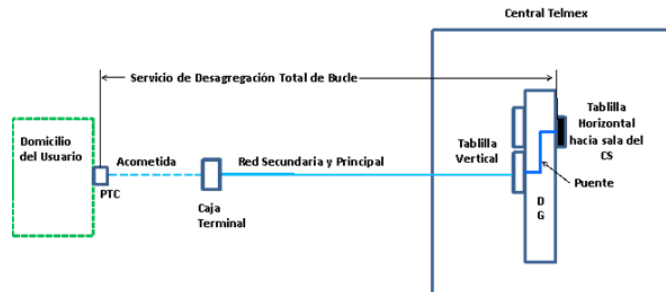 Central Telmex
Servicio de Desagregación Total de Bucle
Domicilio
del Usuario
Acometida
PTC
Caja
Terminal
Red Secundaria y Principal
Tablilla
Vertical
D
G
Tablilla
Horizontal
hacia sala del
CS
Puente